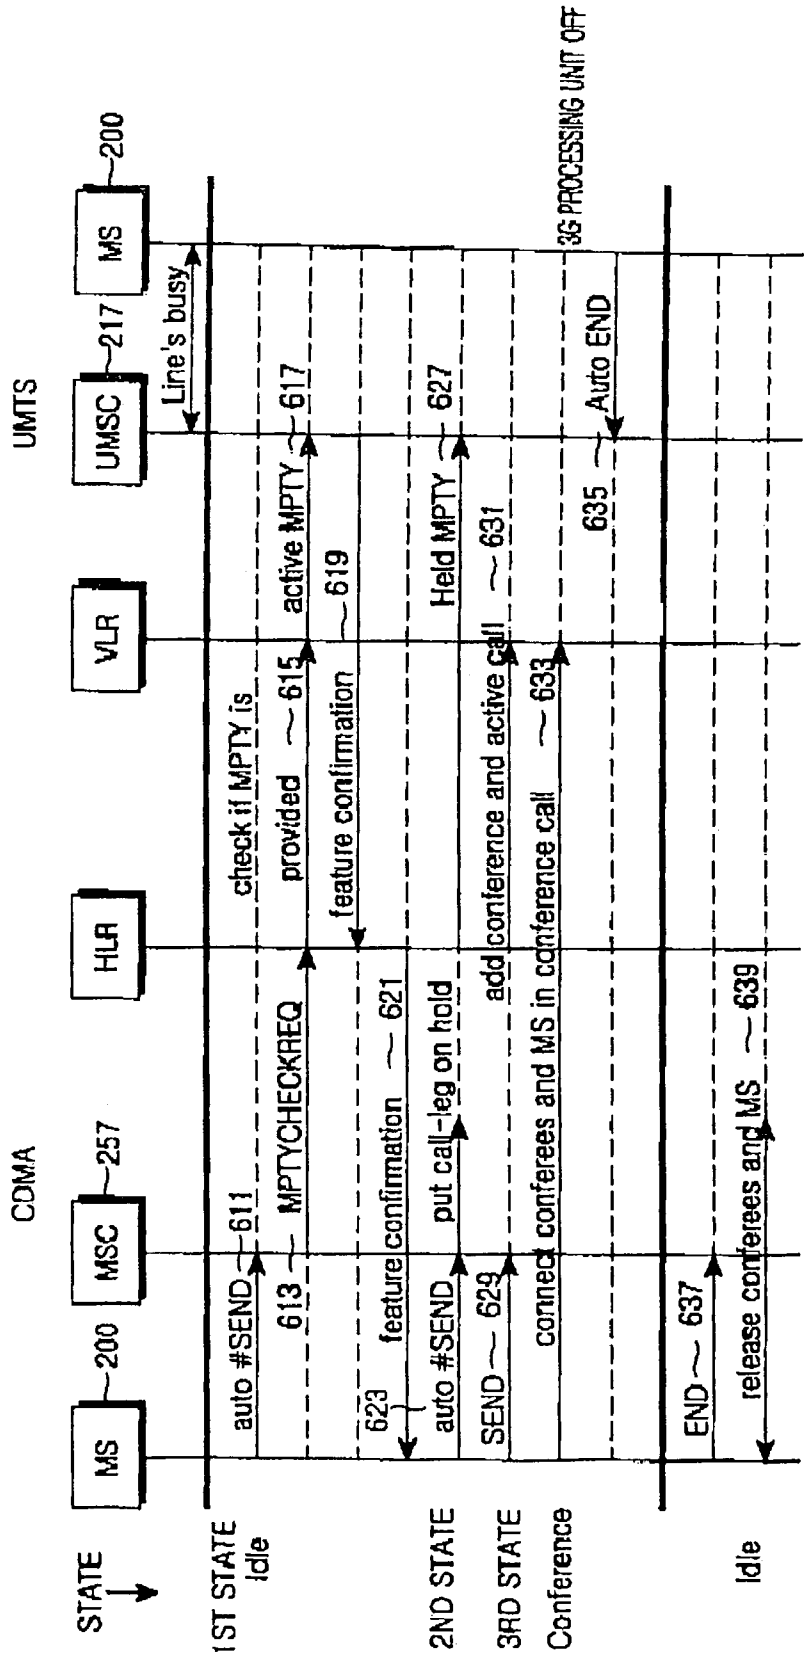 CDMA
UMTS
STATE
MS
200
MSC
257
HLR
VLR
UMSC
217
MS
200
Line's busy
1ST STATE
Idle
auto #SEND
611
check if MPTY is
provided
615
613
MPTYCHECKREQ
active MPTY
617
619
feature confirmation
feature confirmation
621
623
2ND STATE
auto #SEND
put call-leg on hold
Held MPTY
627
3RD STATE
SEND
629
add conference and active call
631
Conference
connect conferees and MS in conference call
633
3G PROCESSING UNIT OFF
635
Auto END
END
637
Idle
release conferees and MS
639